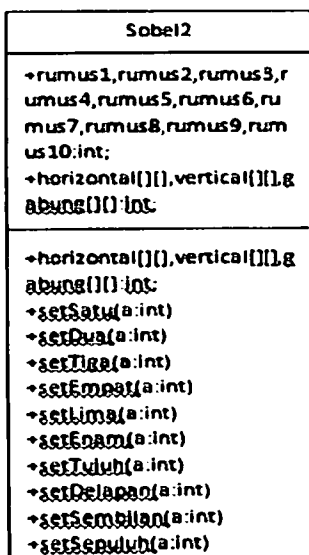 Sobel2
+rumus1,rumus2,rumus3,r
umus4,rumus5,rumus6,ru
mus7,rumus8,rumus9,rum
us10:int;
+horizontal[][],vertical[][],g
abung[][]:int;
+horizontal[][],vertical[][],g
abung[][]:int;
+setSatu(a:int)
+setDua(a:int)
+setTiga(a:int)
+setEmpat(a:int)
+setLima(a:int)
+setEnam(a:int)
+setTuluh(a:int)
+setDelapan(a:int)
+setSembilan(a:int)
+setSepuluh(a:int)